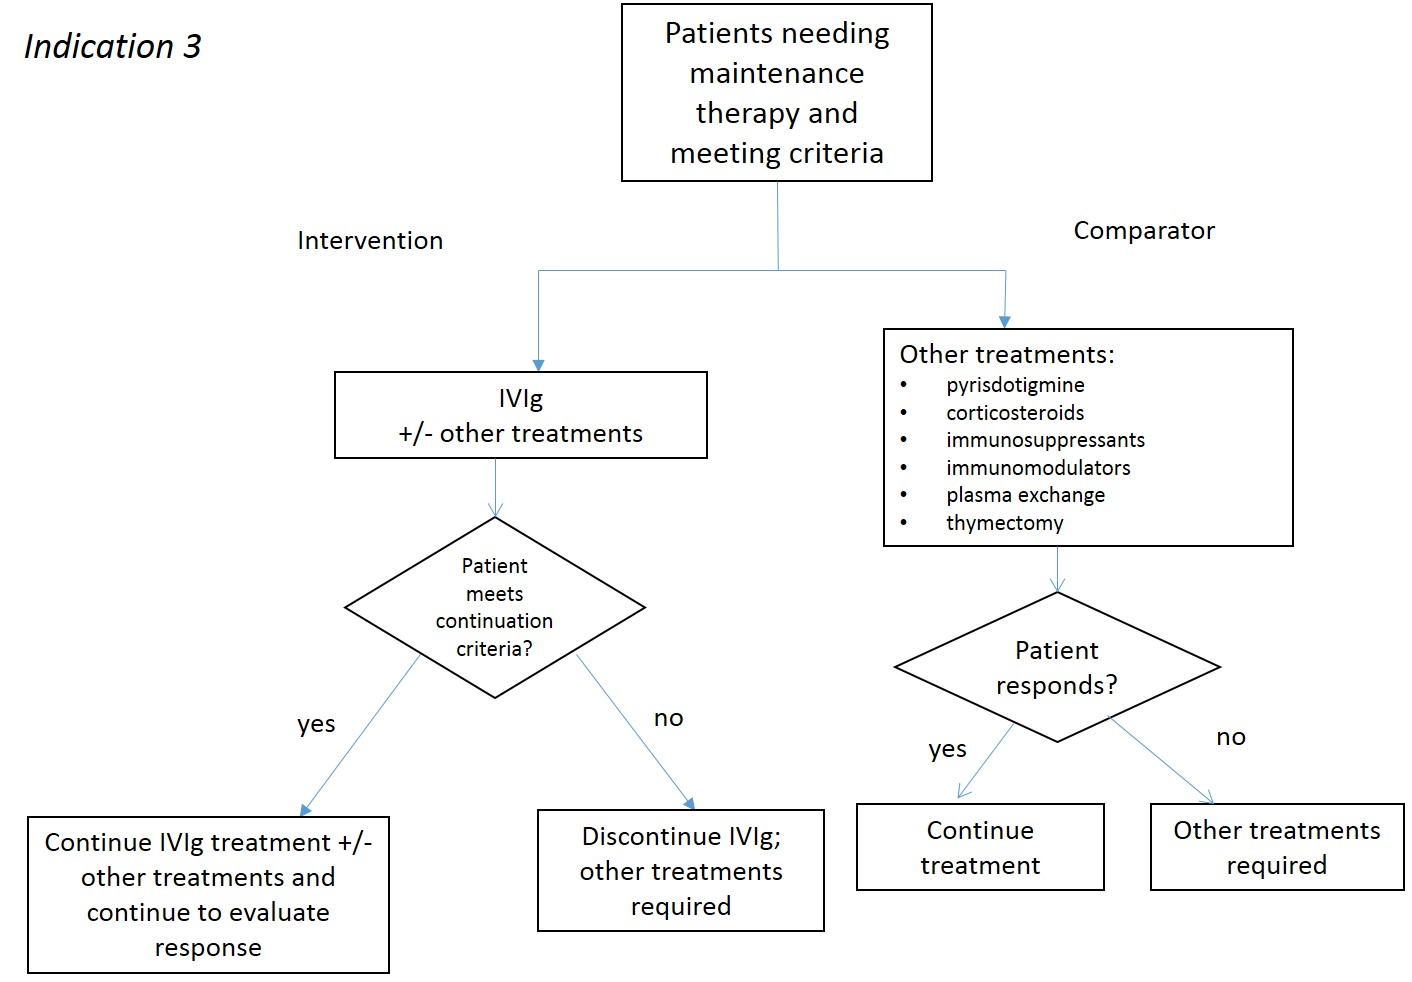 Indication 3
Patients needing
maintenance
therapy and
meeting criteria
Intervention
Comparator
IVIg
+/- other treatments
Other treatments:
• pyrisdotigmine
• corticosteroids
• immunosuppressants
• immunomodulators
• plasma exchange
• thymectomy
Patient
meets
continuation
criteria?
Patient
responds?
yes
no
yes
no
Continue IVIg treatment +/-
other treatments and
continue to evaluate
response
Discontinue IVIg;
other treatments
required
Continue
treatment
Other treatments
required